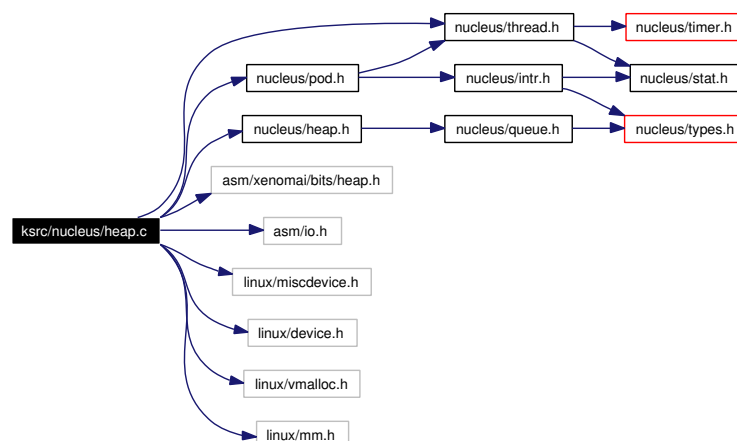 nucleus/thread.h
nucleus/timer.h
nucleus/pod.h
nucleus/intr.h
nucleus/stat.h
nucleus/heap.h
nucleus/queue.h
nucleus/types.h
asm/xenomai/bits/heap.h
ksrc/nucleus/heap.c
asm/io.h
linux/miscdevice.h
linux/device.h
linux/vmalloc.h
linux/mm.h